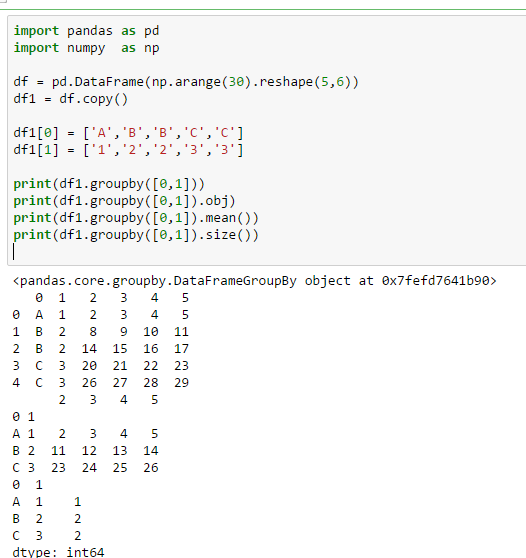 import pandas as pd
import numpy  as np
df = pd.DataFrame(np.arange(30).reshape(5,6))
df1 = df.copy()
df1[0] = ['A','B','B','C','C']
df1[1] = ['1','2','2','3','3']
print(df1.groupby([0,1]))
print(df1.groupby([0,1]).obj)
print(df1.groupby([0,1]).mean())
print(df1.groupby([0,1]).size())
<pandas.core.groupby.DataFrameGroupBy object at 0x7fefd7641b90>
   0  1   2   3   4   5
0  A  1   2   3   4   5
1  B  2   8   9  10  11
2  B  2  14  15  16  17
3  C  3  20  21  22  23
4  C  3  26  27  28  29
      2   3   4   5
0 1
A 1   2   3   4   5
B 2  11  12  13  14
C 3  23  24  25  26
0  1
A  1    1
B  2    2
C  3    2
dtype: int64